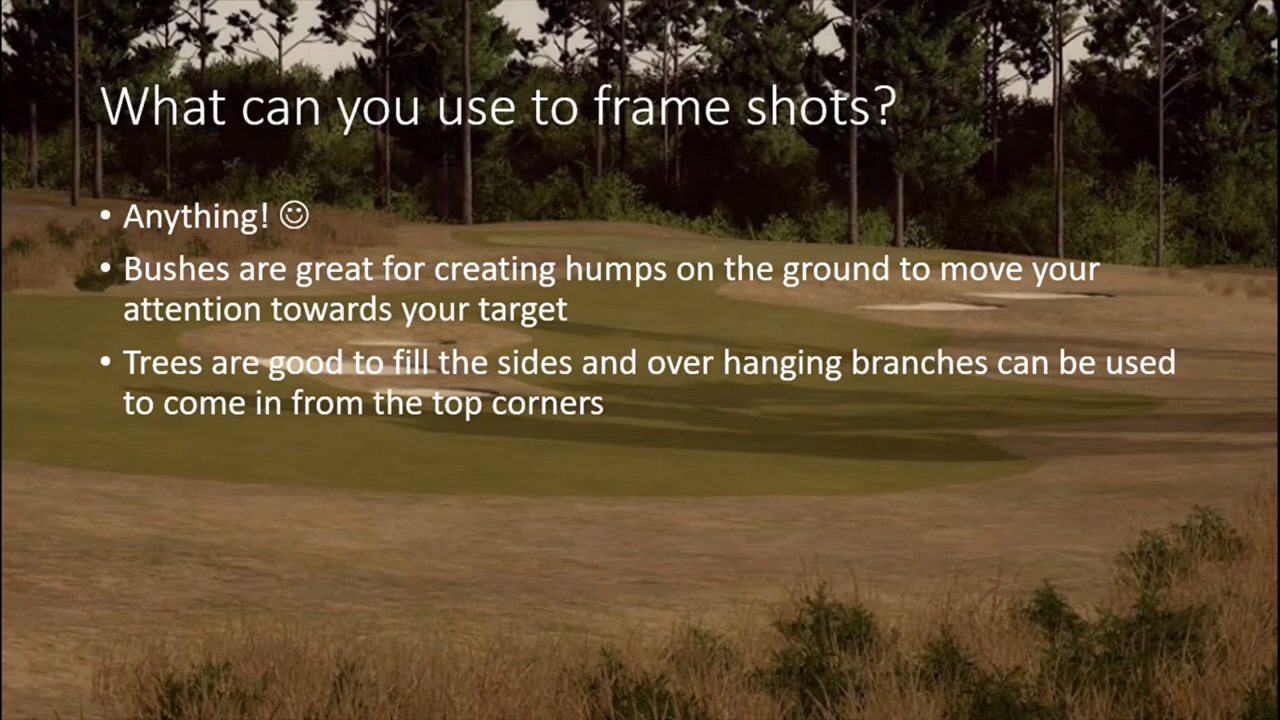 What can you use to frame shots?
• Anything! ☺
• Bushes are great for creating humps on the ground to move your
attention towards your target
• Trees are good to fill the sides and over hanging branches can be used
to come in from the top corners